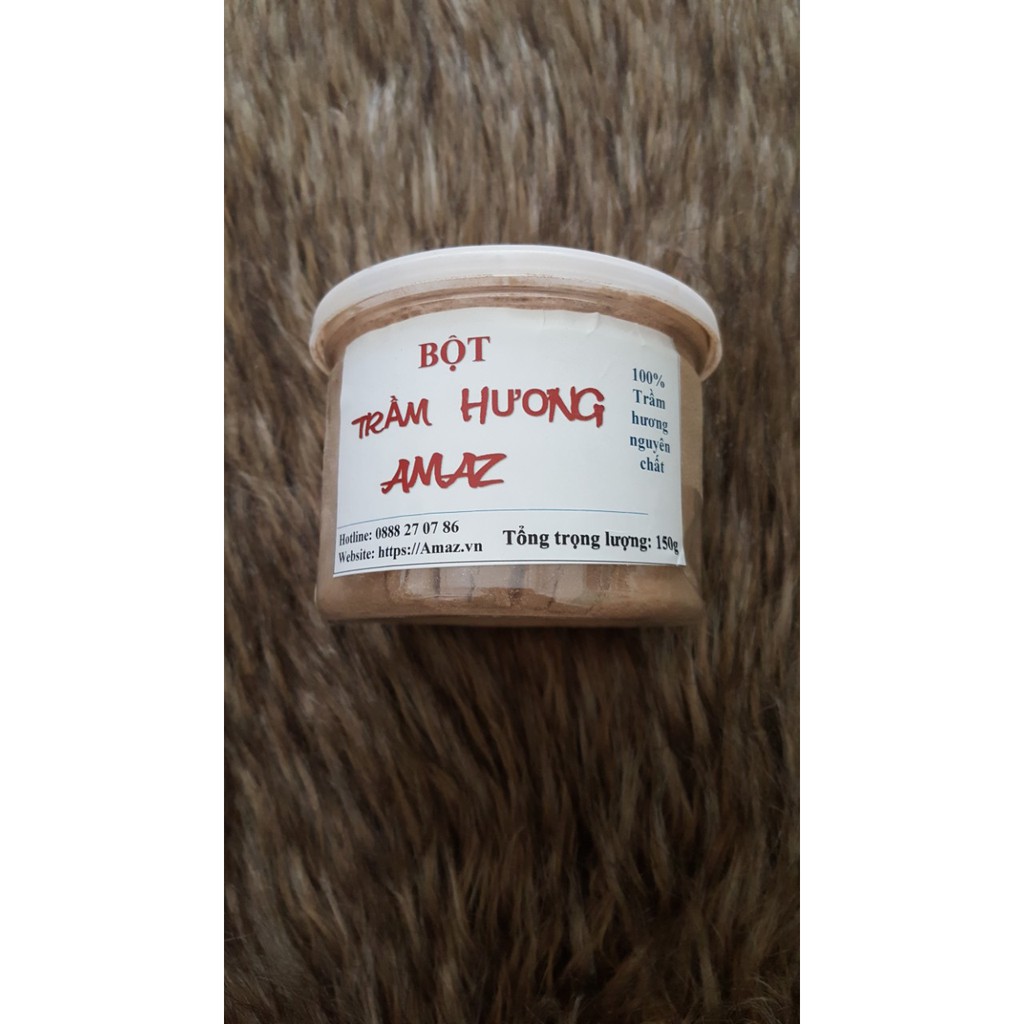 BỘT
TRẦM HƯƠNG
AMAZ
100%
Trầm
hương
nguyên
chất
Hotline: 0888 27 07 86
Website: https://Amaz.vn
Tổng trọng lượng: 150g